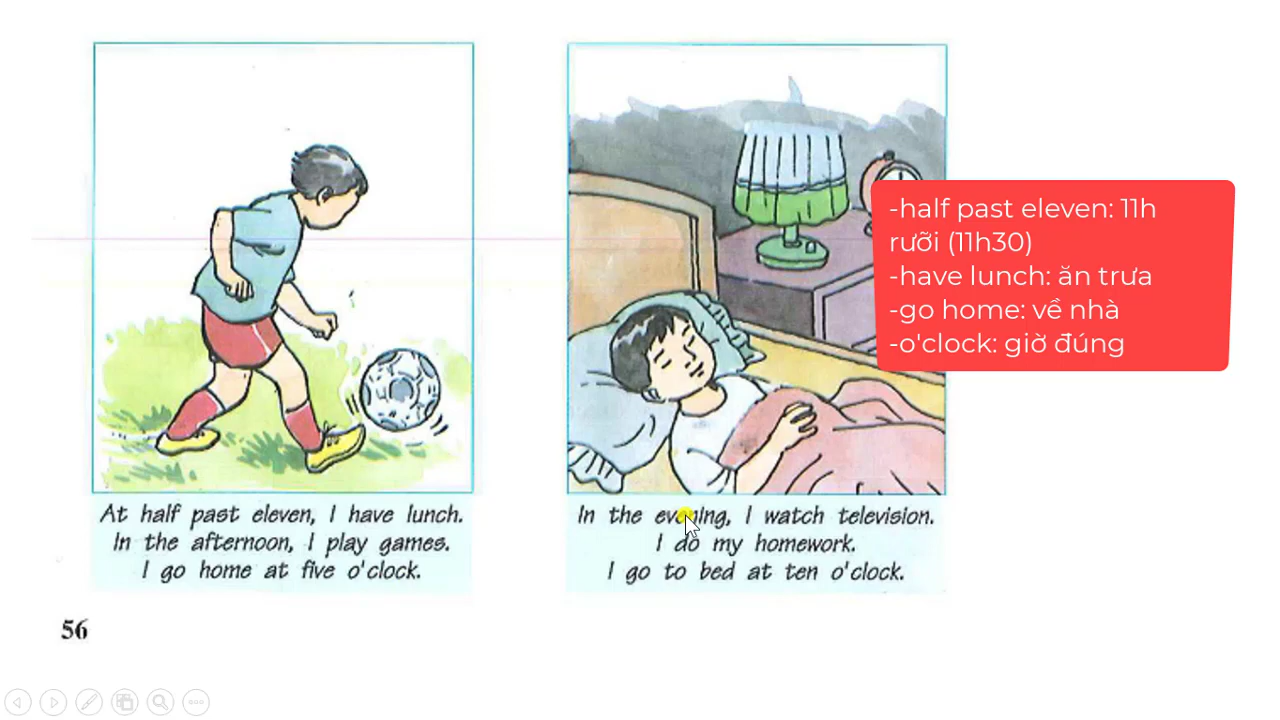 At half past eleven, I have lunch.
In the afternoon, I play games.
I go home at five o'clock.
In the evening, I watch television.
I do my homework.
I go to bed at ten o'clock.
-half past eleven: 11h
rưỡi (11h30)
-have lunch: ăn trưa
-go home: về nhà
-o'clock: giờ đúng
56